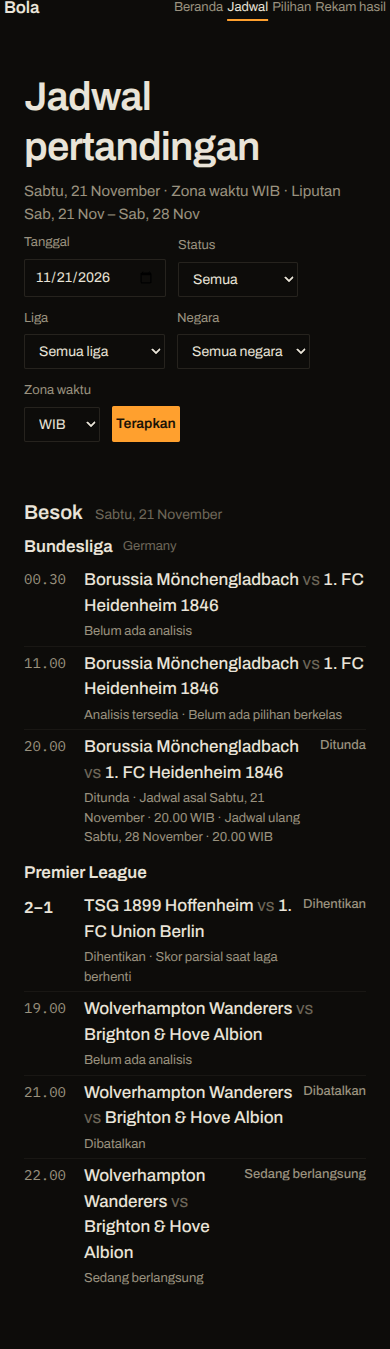 Bola Beranda Jadwal Pilihan Rekam hasil
Jadwal
pertandingan
Sabtu, 21 November · Zona waktu WIB · Liputan
Sab, 21 Nov – Sab, 28 Nov
Tanggal Status
11/21/2026 Semua
Liga Negara
Semua liga Semua negara
Zona waktu
WIB Terapkan
Besok Sabtu, 21 November
Bundesliga Germany
00.30 Borussia Mönchengladbach vs 1. FC
Heidenheim 1846
Belum ada analisis
11.00 Borussia Mönchengladbach vs 1. FC
Heidenheim 1846
Analisis tersedia · Belum ada pilihan berkelas
20.00 Borussia Mönchengladbach Ditunda
vs 1. FC Heidenheim 1846
Ditunda · Jadwal asal Sabtu, 21
November · 20.00 WIB · Jadwal ulang
Sabtu, 28 November · 20.00 WIB
Premier League
2–1 TSG 1899 Hoffenheim vs 1. Dihentikan
FC Union Berlin
Dihentikan · Skor parsial saat laga
berhenti
19.00 Wolverhampton Wanderers vs
Brighton & Hove Albion
Belum ada analisis
21.00 Wolverhampton Wanderers Dibatalkan
vs Brighton & Hove Albion
Dibatalkan
22.00 Wolverhampton Sedang berlangsung
Wanderers vs
Brighton & Hove
Albion
Sedang berlangsung